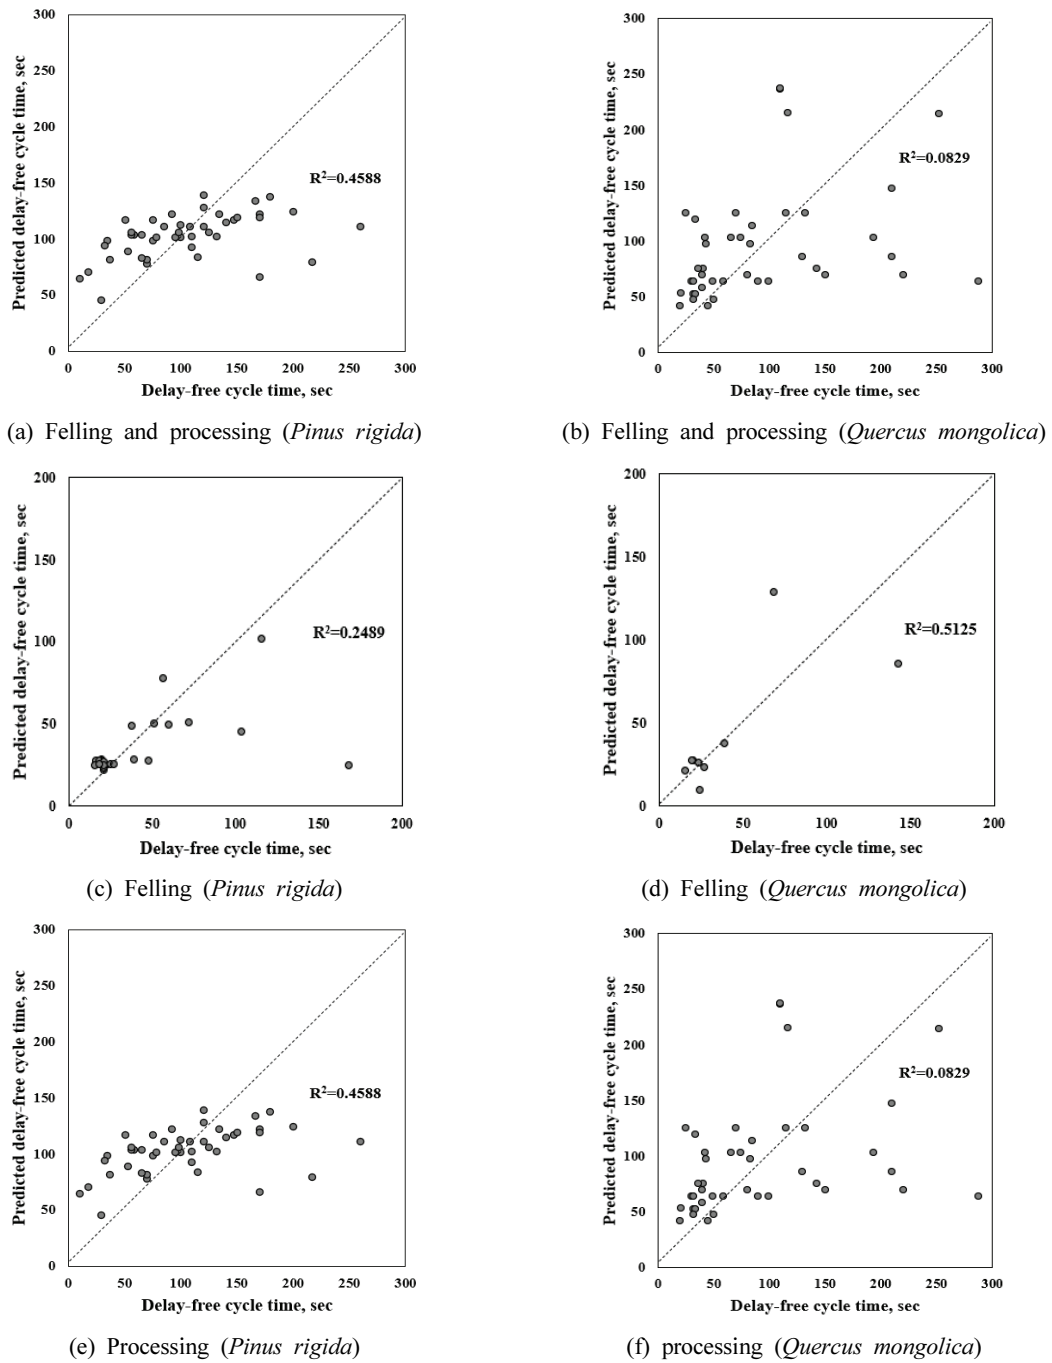 300
250
200
150
100
50
0
Predicted delay-free cycle time, sec
R²=0.4588
0 50 100 150 200 250 300
Delay-free cycle time, sec
(a) Felling and processing (Pinus rigida)
300
250
200
150
100
50
0
Predicted delay-free cycle time, sec
R²=0.0829
0 50 100 150 200 250 300
Delay-free cycle time, sec
(b) Felling and processing (Quercus mongolica)
200
150
100
50
0
Predicted delay-free cycle time, sec
R²=0.2489
0 50 100 150 200
Delay-free cycle time, sec
(c) Felling (Pinus rigida)
200
150
100
50
0
Predicted delay-free cycle time, sec
R²=0.5125
0 50 100 150 200
Delay-free cycle time, sec
(d) Felling (Quercus mongolica)
300
250
200
150
100
50
0
Predicted delay-free cycle time, sec
R²=0.4588
0 50 100 150 200 250 300
Delay-free cycle time, sec
(e) Processing (Pinus rigida)
300
250
200
150
100
50
0
Predicted delay-free cycle time, sec
R²=0.0829
0 50 100 150 200 250 300
Delay-free cycle time, sec
(f) processing (Quercus mongolica)